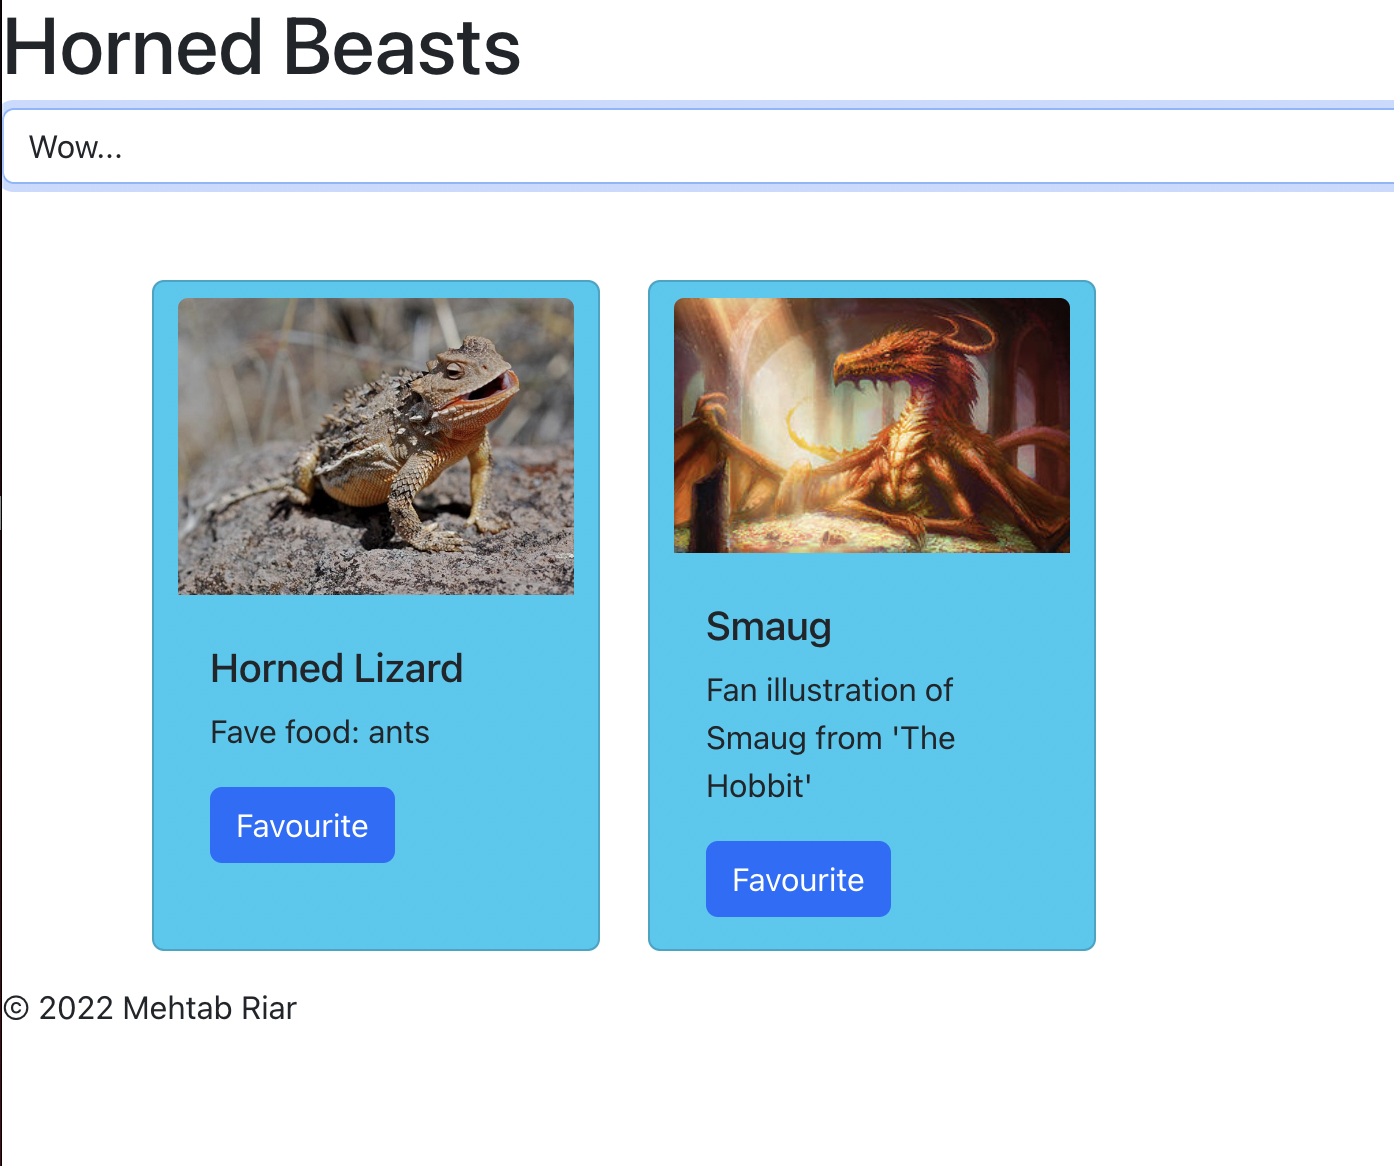 Horned Beasts
Wow...
Horned Lizard
Fave food: ants
Favourite
Smaug
Fan illustration of
Smaug from 'The
Hobbit'
Favourite
© 2022 Mehtab Riar